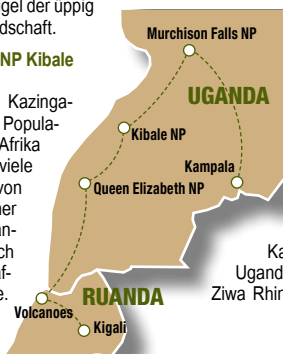 gel der üppig
dschaft.
NP Kibale
Kazinga-
Popula-
Afrika
viele
von
ner
an-
ch
af-
e.
Murchison Falls NP
UGANDA
Kibale NP
Kampala
Queen Elizabeth NP
RUANDA
Volcanoes
Kigali
Ka
Ugand
Ziwa Rhin